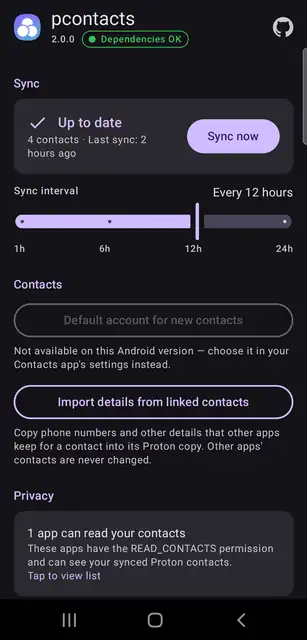 pcontacts
2.0.0 Dependencies OK
Sync
Up to date
4 contacts · Last sync: 2
hours ago
Sync now
Sync interval
Every 12 hours
1h 6h 12h 24h
Contacts
Default account for new contacts
Not available on this Android version — choose it in your
Contacts app's settings instead.
Import details from linked contacts
Copy phone numbers and other details that other apps
keep for a contact into its Proton copy. Other apps'
contacts are never changed.
Privacy
1 app can read your contacts
These apps have the READ_CONTACTS permission
and can see your synced Proton contacts.
Tap to view list